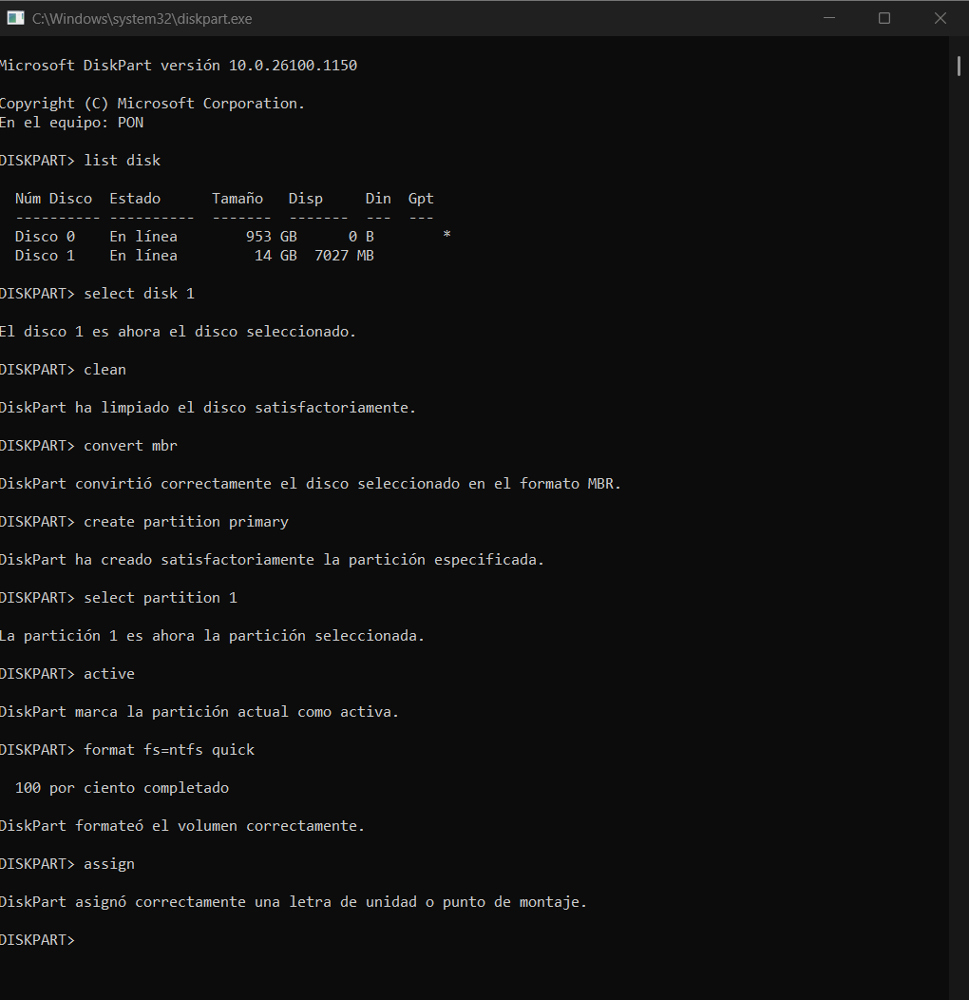 C:\Windows\system32\diskpart.exe
Microsoft DiskPart versión 10.0.26100.1150
Copyright (C) Microsoft Corporation.
En el equipo: PON
DISKPART> list disk
Núm Disco  Estado      Tamaño   Disp     Din  Gpt
---------- ----------  -------  -------  ---  ---
Disco 0    En línea        953 GB      0 B        *
Disco 1    En línea         14 GB  7027 MB
DISKPART> select disk 1
El disco 1 es ahora el disco seleccionado.
DISKPART> clean
DiskPart ha limpiado el disco satisfactoriamente.
DISKPART> convert mbr
DiskPart convirtió correctamente el disco seleccionado en el formato MBR.
DISKPART> create partition primary
DiskPart ha creado satisfactoriamente la partición especificada.
DISKPART> select partition 1
La partición 1 es ahora la partición seleccionada.
DISKPART> active
DiskPart marca la partición actual como activa.
DISKPART> format fs=ntfs quick
100 por ciento completado
DiskPart formateó el volumen correctamente.
DISKPART> assign
DiskPart asignó correctamente una letra de unidad o punto de montaje.
DISKPART>